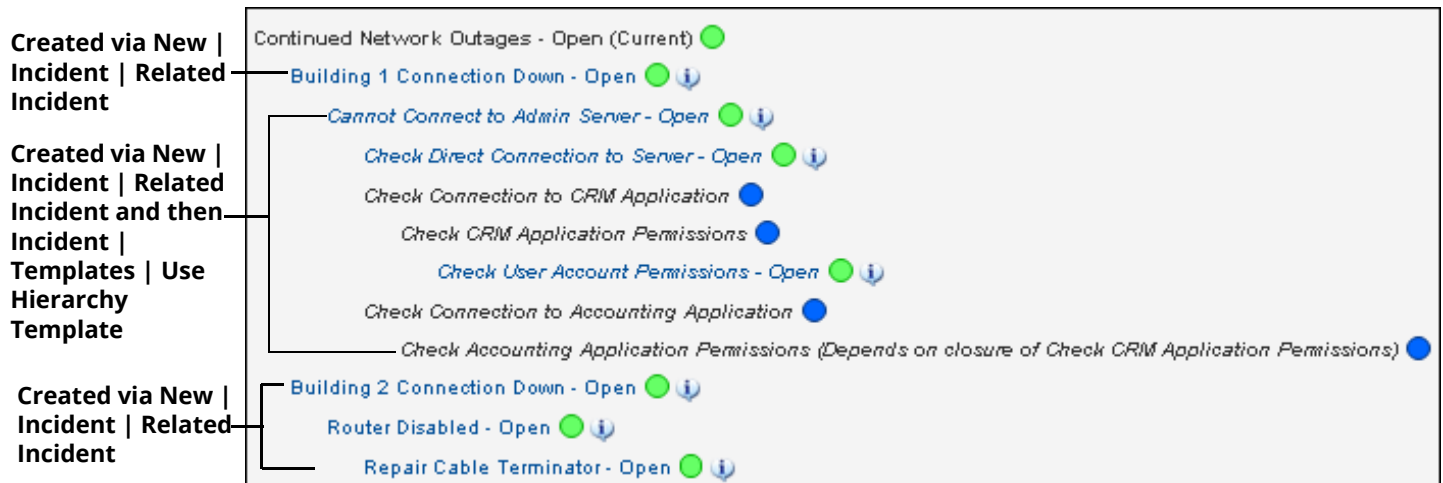 Created via New |
Incident | Related
Incident
Created via New |
Incident | Related
Incident and then
Incident |
Templates | Use
Hierarchy
Template
Created via New |
Incident | Related
Incident
Continued Network Outages - Open (Current)
Building 1 Connection Down - Open
Cannot Connect to Admin Server - Open
Check Direct Connection to Server - Open
Check Connection to CRM Application
Check CRM Application Permissions
Check User Account Permissions - Open
Check Connection to Accounting Application
Check Accounting Application Permissions (Depends on closure of Check CRM Application Permissions)
Building 2 Connection Down - Open
Router Disabled - Open
Repair Cable Terminator - Open